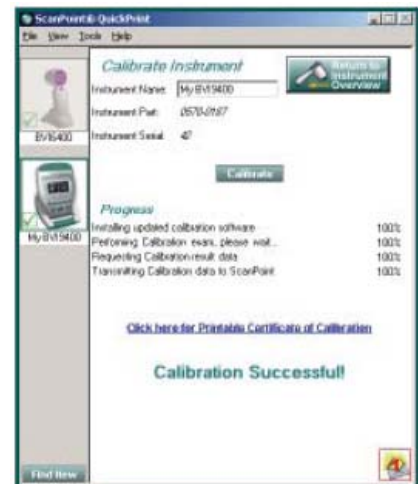 ScanPoint® QuickPrint
File View Tools Help
Calibrate Instrument
Return to
Instrument
Overview
Instrument Name: My BVI9400
Instrument Part: 0570-0187
Instrument Serial: 42
BVI6400
Calibrate
My BVI9400
Progress
Installing updated calibration software 100%
Performing Calibration exam, please wait... 100%
Requesting Calibration result data 100%
Transmitting Calibration data to ScanPoint 100%
Click here for Printable Certificate of Calibration
Calibration Successful!
Find New